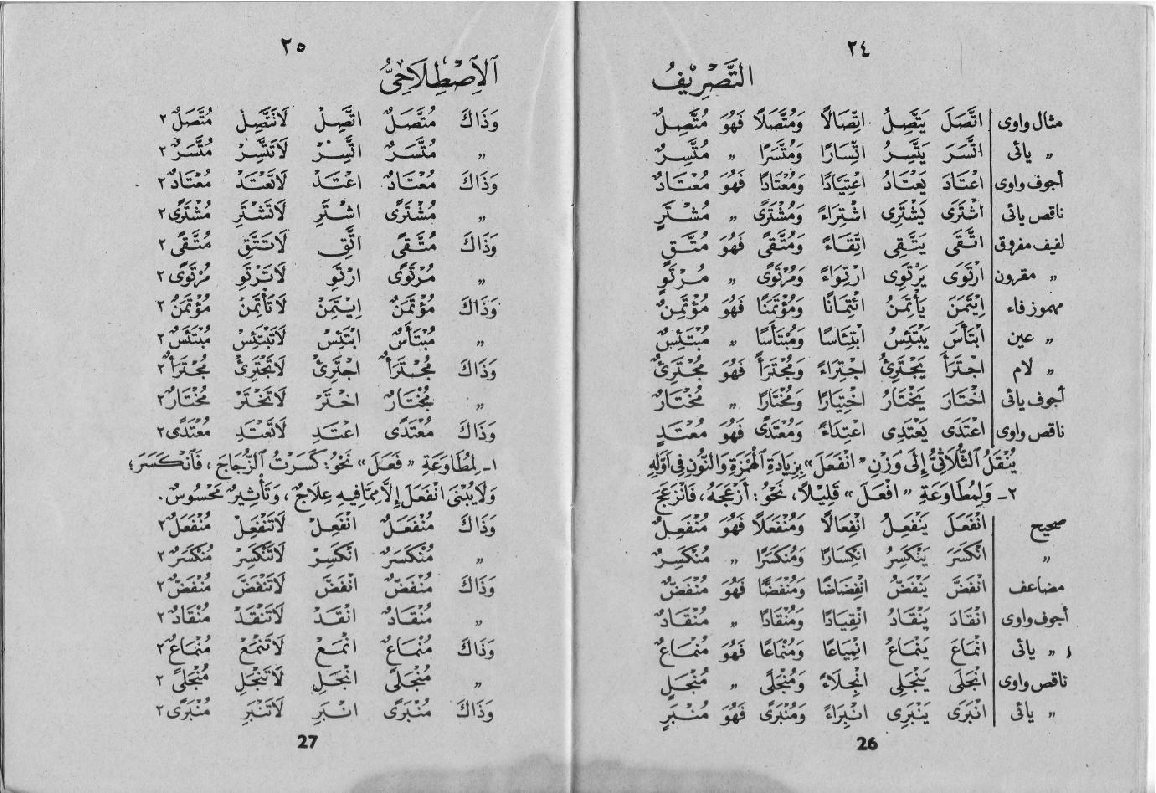 ٢٤
التَّصْرِيْفُ
مثال واوى اتَّصَلَ يَتَّصِلُ اتِّصَالاً وَمُتَّصَلاً فَهُوَ مُتَّصِلٌ
„ يائى اتَّسَرَ يَتَّسِرُ اتِّسَارًا وَمُتَّسَرًا „ مُتَّسِرٌ
أجوف واوى اعْتَادَ يَعْتَادُ اعْتِيَادًا وَمُعْتَادًا فَهُوَ مُعْتَادٌ
ناقص يائى اشْتَرَى يَشْتَرِى اشْتِرَاءً وَمُشْتَرًى „ مُشْتَرٍ
لفيف مفروق اتَّقَى يَتَّقِى اتِّقَاءً وَمُتَّقًى فَهُوَ مُتَّقٍ
„ مقرون ارْتَوَى يَرْتَوِى ارْتِوَاءً وَمُرْتَوًى „ مُرْتَوٍ
مهموز فاء اِيْتَمَنَ يَأْتَمِنُ ائْتِمَانًا وَمُؤْتَمَنًا فَهُوَ مُؤْتَمِنٌ
„ عين ابْتَأَسَ يَبْتَئِسُ ابْتِئَاسًا وَمُبْتَأَسًا „ مُبْتَئِسٌ
„ لام اجْتَرَأَ يَجْتَرِئُ اجْتِرَاءً وَمُجْتَرَأً فَهُوَ مُجْتَرِئٌ
أجوف يائى اخْتَارَ يَخْتَارُ اخْتِيَارًا وَمُخْتَارًا „ مُخْتَارٌ
ناقص واوى اعْتَدَى يَعْتَدِى اعْتِدَاءً وَمُعْتَدًى فَهُوَ مُعْتَدٍ
يُنْقَلُ الثُّلَاثِىُّ إِلَى وَزْنِ «انْفَعَلَ» بِزِيَادَةِ الْهَمْزَةِ وَالنُّونِ فِى أَوَّلِهِ
٢- وَلِمُطَاوَعَةِ «افْعَلَ» قَلِيْلاً، نَحْوُ: أَزْعَجَهُ، فَانْزَعَجَ
صحيح انْفَعَلَ يَنْفَعِلُ انْفِعَالاً وَمُنْفَعَلاً فَهُوَ مُنْفَعِلٌ
„ انْكَسَرَ يَنْكَسِرُ انْكِسَارًا وَمُنْكَسَرًا „ مُنْكَسِرٌ
مضاعف انْفَضَّ يَنْفَضُّ انْفِضَاضًا وَمُنْفَضًّا فَهُوَ مُنْفَضٌّ
أجوف واوى انْقَادَ يَنْقَادُ انْقِيَادًا وَمُنْقَادًا „ مُنْقَادٌ
„ يائى انْمَاعَ يَنْمَاعُ انْمِيَاعًا وَمُنْمَاعًا فَهُوَ مُنْمَاعٌ
ناقص واوى انْجَلَى يَنْجَلِى انْجِلَاءً وَمُنْجَلًى „ مُنْجَلٍ
„ يائى انْبَرَى يَنْبَرِى انْبِرَاءً وَمُنْبَرًى فَهُوَ مُنْبَرٍ
26
٢٥
اَلاِصْطِلَاحِىُّ
وَذَاكَ مُتَّصَلٌ اتَّصِلْ لَاتَتَّصِلْ مُتَّصَلٌ ٢
„ مُتَّسَرٌ اتَّسِرْ لَاتَتَّسِرْ مُتَّسَرٌ ٢
وَذَاكَ مُعْتَادٌ اعْتَدْ لَاتَعْتَدْ مُعْتَادٌ ٢
„ مُشْتَرًى اشْتَرِ لَاتَشْتَرِ مُشْتَرًى ٢
وَذَاكَ مُتَّقًى اتَّقِ لَاتَتَّقِ مُتَّقًى ٢
„ مُرْتَوًى ارْتَوِ لَاتَرْتَوِ مُرْتَوًى ٢
وَذَاكَ مُؤْتَمَنٌ اِيْتَمِنْ لَاتَأْتَمِنْ مُؤْتَمَنٌ ٢
„ مُبْتَأَسٌ ابْتَئِسْ لَاتَبْتَئِسْ مُبْتَئَسٌ ٢
وَذَاكَ مُجْتَرَأٌ اجْتَرِئْ لَاتَجْتَرِئْ مُجْتَرَأٌ ٢
„ مُخْتَارٌ اخْتَرْ لَاتَخْتَرْ مُخْتَارٌ ٢
وَذَاكَ مُعْتَدًى اعْتَدِ لَاتَعْتَدِ مُعْتَدًى ٢
١- لِمُطَاوَعَةِ «فَعَلَ» نَحْوُ: كَسَرْتُ الزُّجَاجَ، فَانْكَسَرَ؛
وَلَايُبْنَى انْفَعَلَ إِلاَّ مِمَّا فِيهِ عِلَاجٌ، وَتَأْثِيرٌ مَحْسُوسٌ.
وَذَاكَ مُنْفَعَلٌ انْفَعِلْ لَاتَنْفَعِلْ مُنْفَعَلٌ ٢
„ مُنْكَسَرٌ انْكَسِرْ لَاتَنْكَسِرْ مُنْكَسَرٌ ٢
وَذَاكَ مُنْفَضٌّ انْفَضَّ لَاتَنْفَضَّ مُنْفَضٌّ ٢
„ مُنْقَادٌ انْقَدْ لَاتَنْقَدْ مُنْقَادٌ ٢
وَذَاكَ مُنْمَاعٌ انْمَعْ لَاتَنْمَعْ مُنْمَاعٌ ٢
„ مُنْجَلًى انْجَلِ لَاتَنْجَلِ مُنْجَلًى ٢
وَذَاكَ مُنْبَرًى انْبَرِ لَاتَنْبَرِ مُنْبَرًى ٢
27